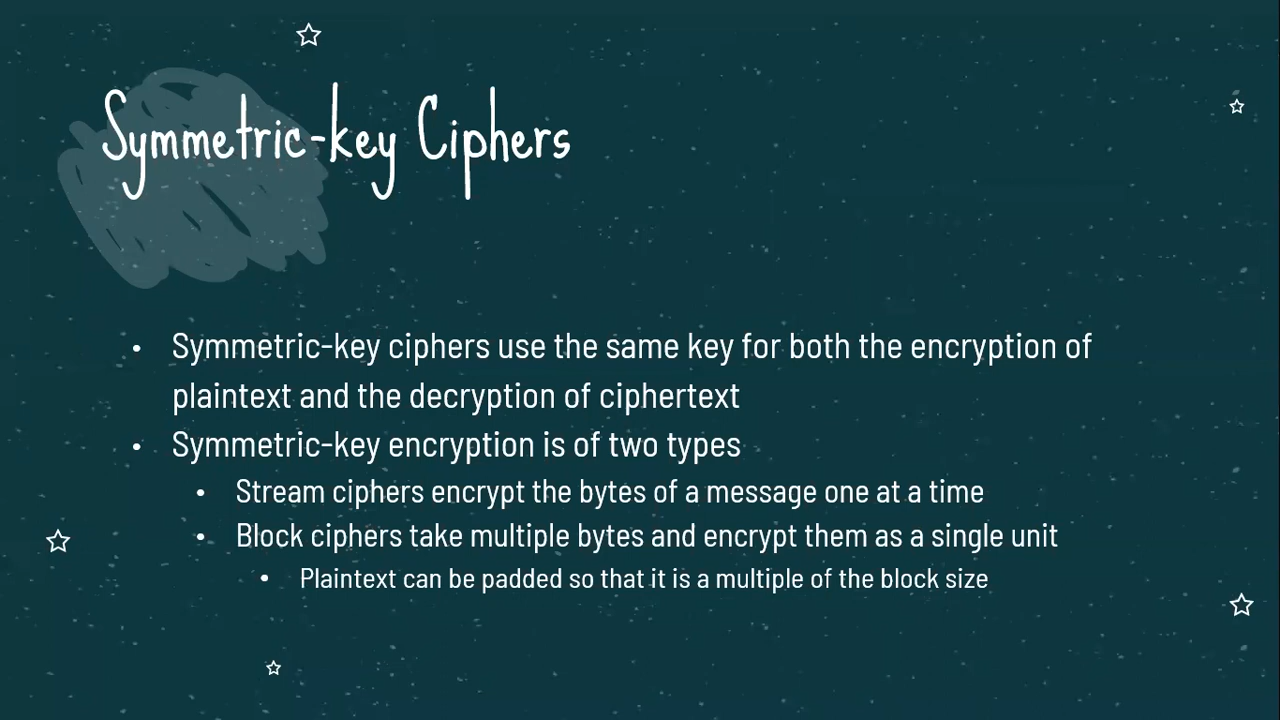 Symmetric-key Ciphers
• Symmetric-key ciphers use the same key for both the encryption of
plaintext and the decryption of ciphertext
• Symmetric-key encryption is of two types
• Stream ciphers encrypt the bytes of a message one at a time
• Block ciphers take multiple bytes and encrypt them as a single unit
• Plaintext can be padded so that it is a multiple of the block size